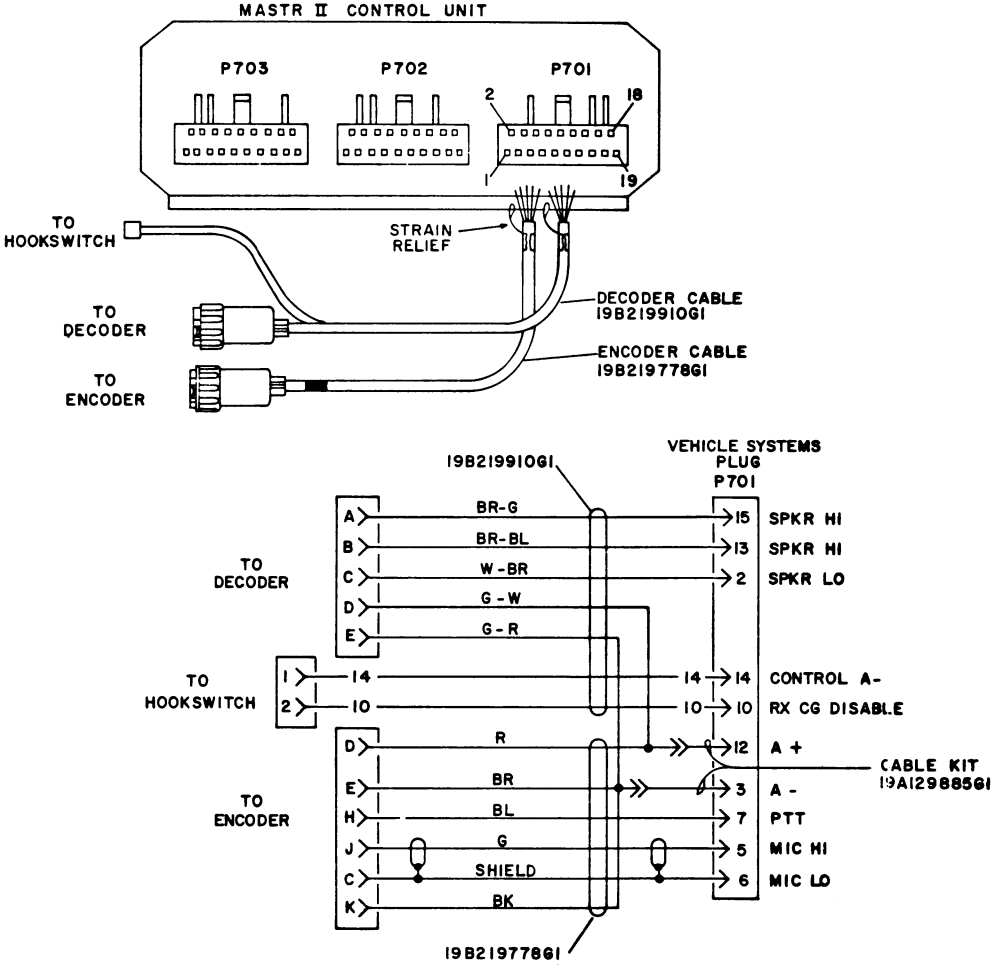 MASTR II CONTROL UNIT
P703
P702
P701
2
18
1
19
TO
HOOKSWITCH
STRAIN
RELIEF
TO
DECODER
DECODER CABLE
19B219910G1
ENCODER CABLE
19B219778G1
TO
ENCODER
VEHICLE SYSTEMS
PLUG
P701
19B219910G1
A BR-G 15 SPKR HI
B BR-BL 13 SPKR HI
TO
DECODER
C W-BR 2 SPKR LO
D G-W
E G-R
TO
HOOKSWITCH
1 14 14 14 CONTROL A-
2 10 10 10 RX CG DISABLE
D R 12 A+
CABLE KIT
19A129885G1
E BR 3 A-
TO
ENCODER
H BL 7 PTT
J G 5 MIC HI
C SHIELD 6 MIC LO
K BK
19B219778G1